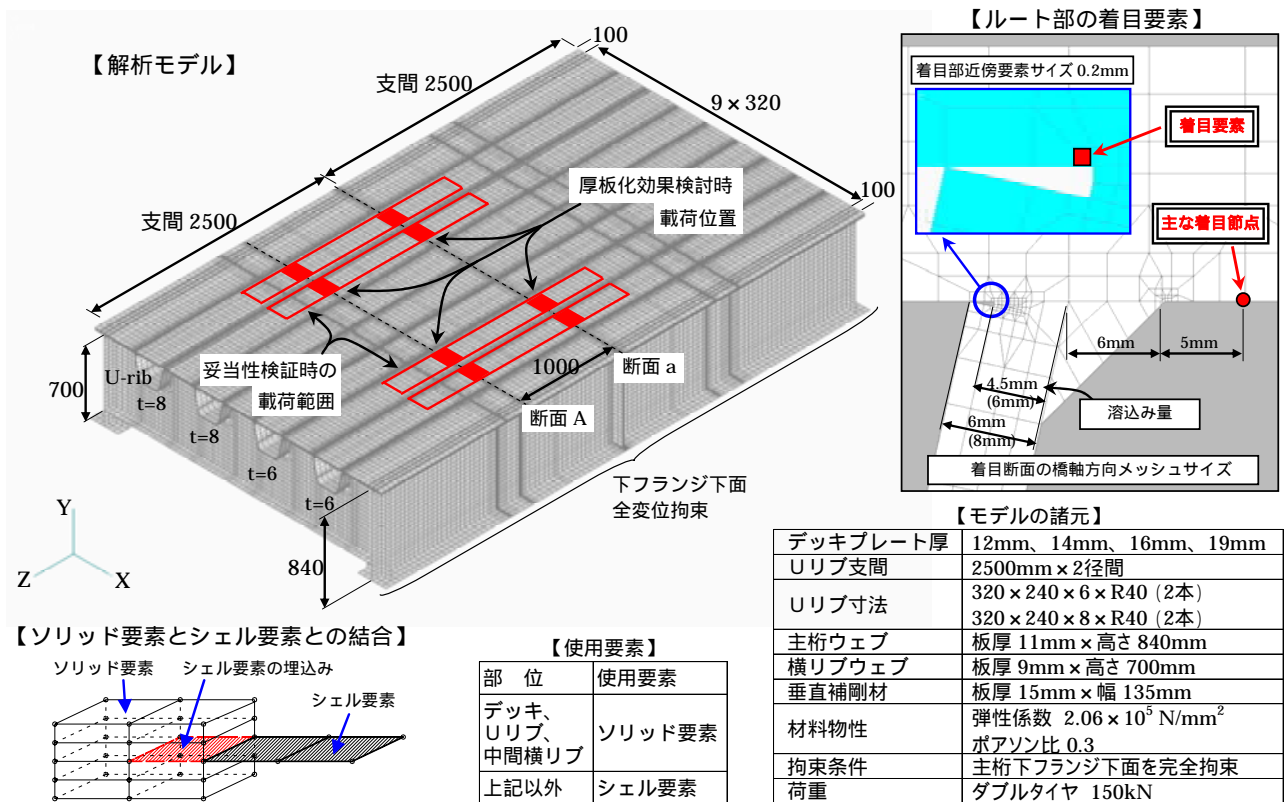 【解析モデル】
100
支間 2500
9×320
支間 2500
厚板化効果検討時
載荷位置
100
700
U-rib
t=8
t=8
t=6
t=6
妥当性検証時の
載荷範囲
1000
断面 a
断面 A
下フランジ下面
全変位拘束
840
Y
Z
X
【ルート部の着目要素】
着目部近傍要素サイズ 0.2mm
着目要素
主な着目節点
6mm
5mm
4.5mm
(6mm)
溶込み量
6mm
(8mm)
着目断面の橋軸方向メッシュサイズ
【ソリッド要素とシェル要素との結合】
ソリッド要素
シェル要素の埋込み
シェル要素
【使用要素】
部 位 使用要素
デッキ、
Uリブ、
中間横リブ
ソリッド要素
上記以外 シェル要素
【モデルの諸元】
デッキプレート厚 12mm、14mm、16mm、19mm
Uリブ支間 2500mm×2径間
Uリブ寸法
320×240×6×R40 (2本)
320×240×8×R40 (2本)
主桁ウェブ 板厚 11mm×高さ 840mm
横リブウェブ 板厚 9mm×高さ 700mm
垂直補剛材 板厚 15mm×幅 135mm
材料物性
弾性係数 2.06×10⁵ N/mm²
ポアソン比 0.3
拘束条件 主桁下フランジ下面を完全拘束
荷重 ダブルタイヤ 150kN